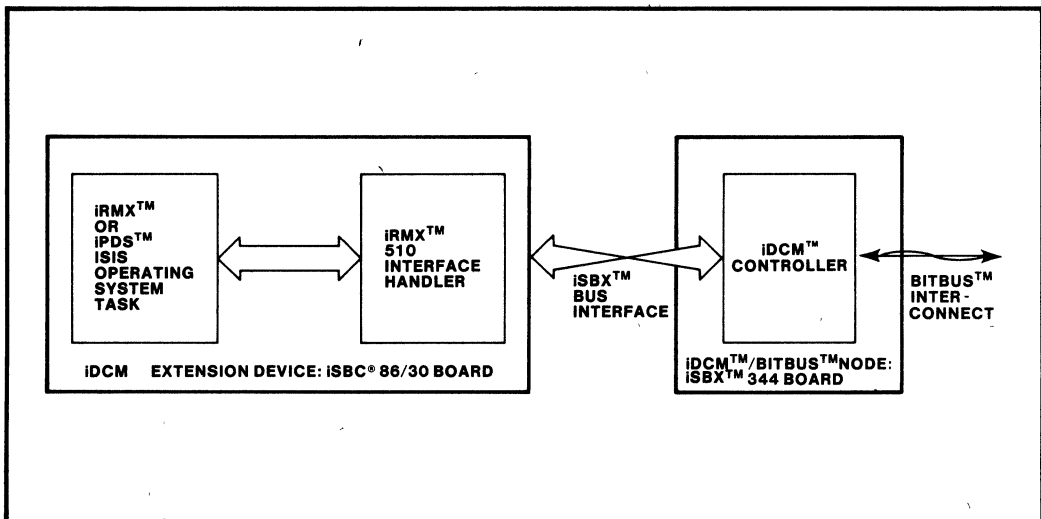 iRMX™
OR
iPDS™
ISIS
OPERATING
SYSTEM
TASK
iRMX™
510
INTERFACE
HANDLER
iDCM EXTENSION DEVICE: iSBC® 86/30 BOARD
iSBX™
BUS
INTERFACE
iDCM™
CONTROLLER
iDCM™/BITBUS™NODE:
iSBX™ 344 BOARD
BITBUS™
INTER-
CONNECT